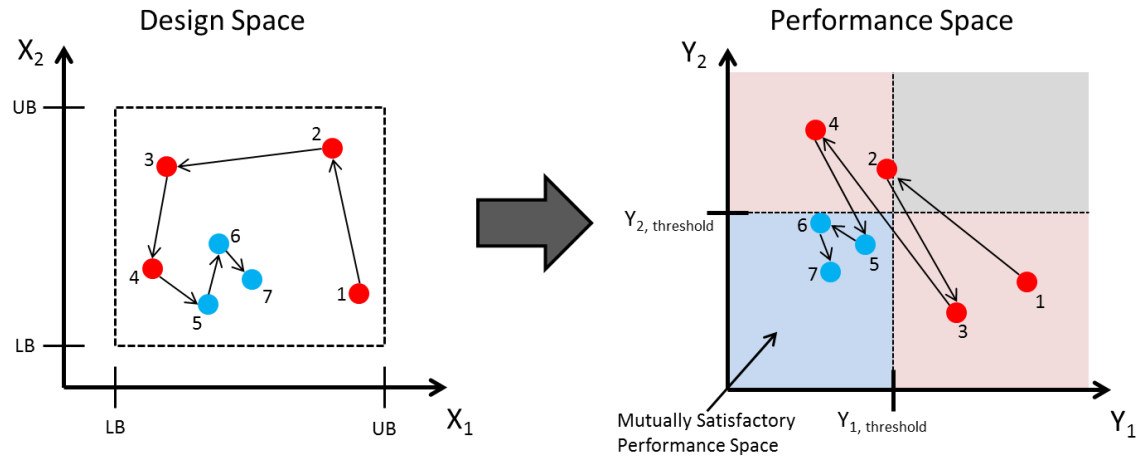 Design Space
X2
UB
2
3
6
4
7
1
5
LB
LB
UB
X1
Performance Space
Y2
4
2
Y2, threshold
6
5
7
1
3
Mutually Satisfactory
Performance Space
Y1, threshold
Y1